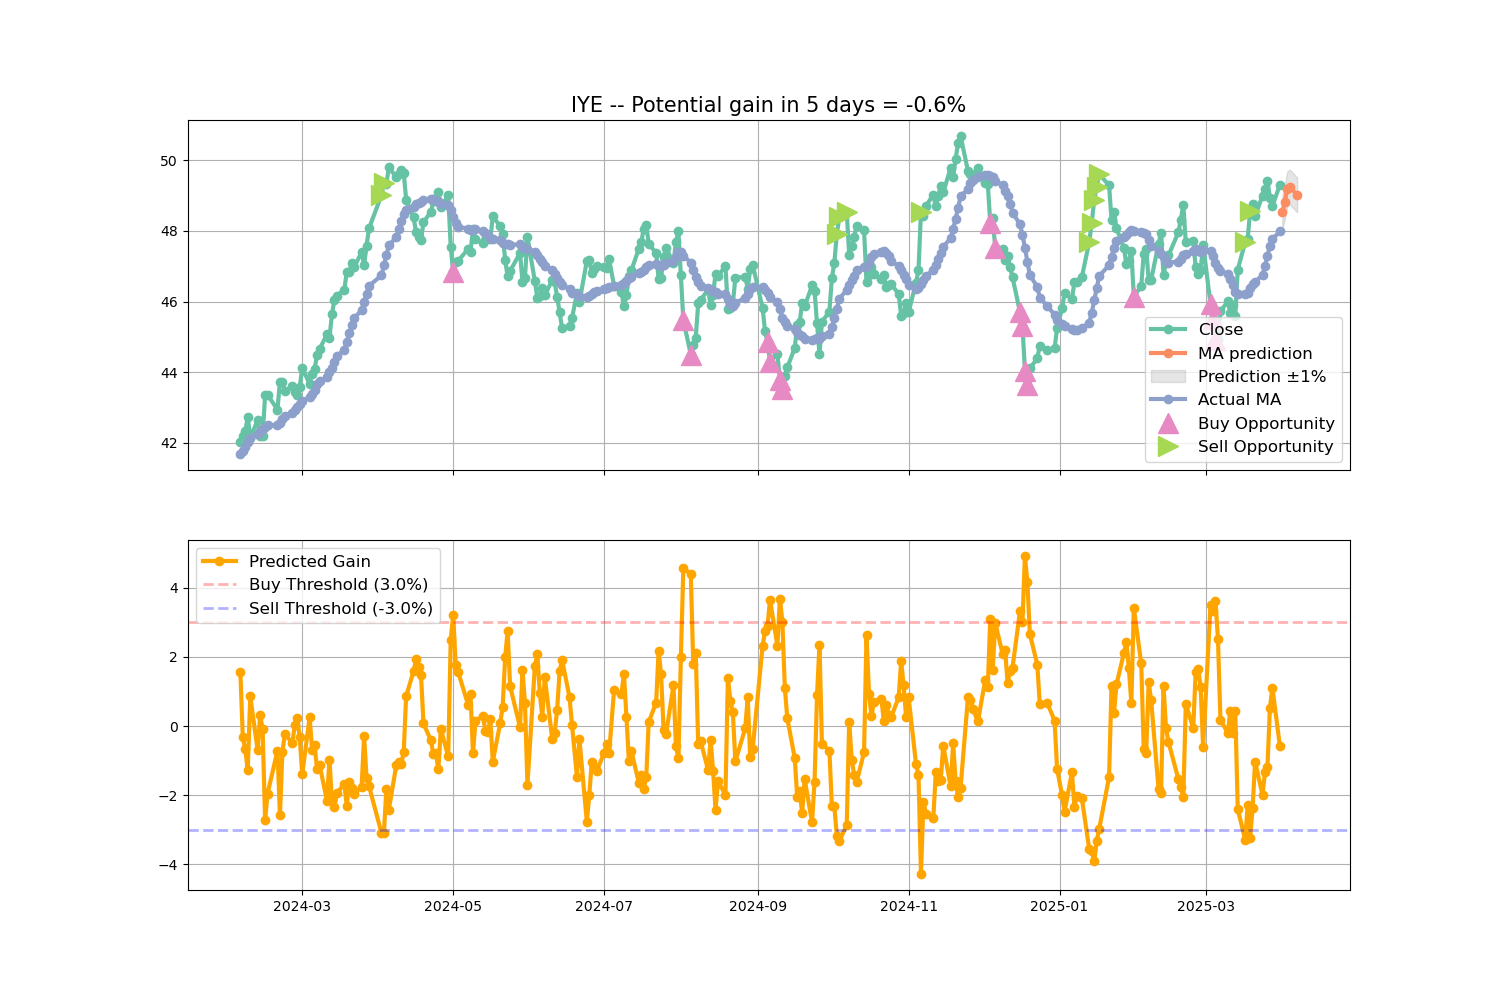 IYE -- Potential gain in 5 days = -0.6%
50
48
46
44
42
Close
MA prediction
Prediction ±1%
Actual MA
Buy Opportunity
Sell Opportunity
Predicted Gain
Buy Threshold (3.0%)
Sell Threshold (-3.0%)
4
2
0
−2
−4
2024-03
2024-05
2024-07
2024-09
2024-11
2025-01
2025-03